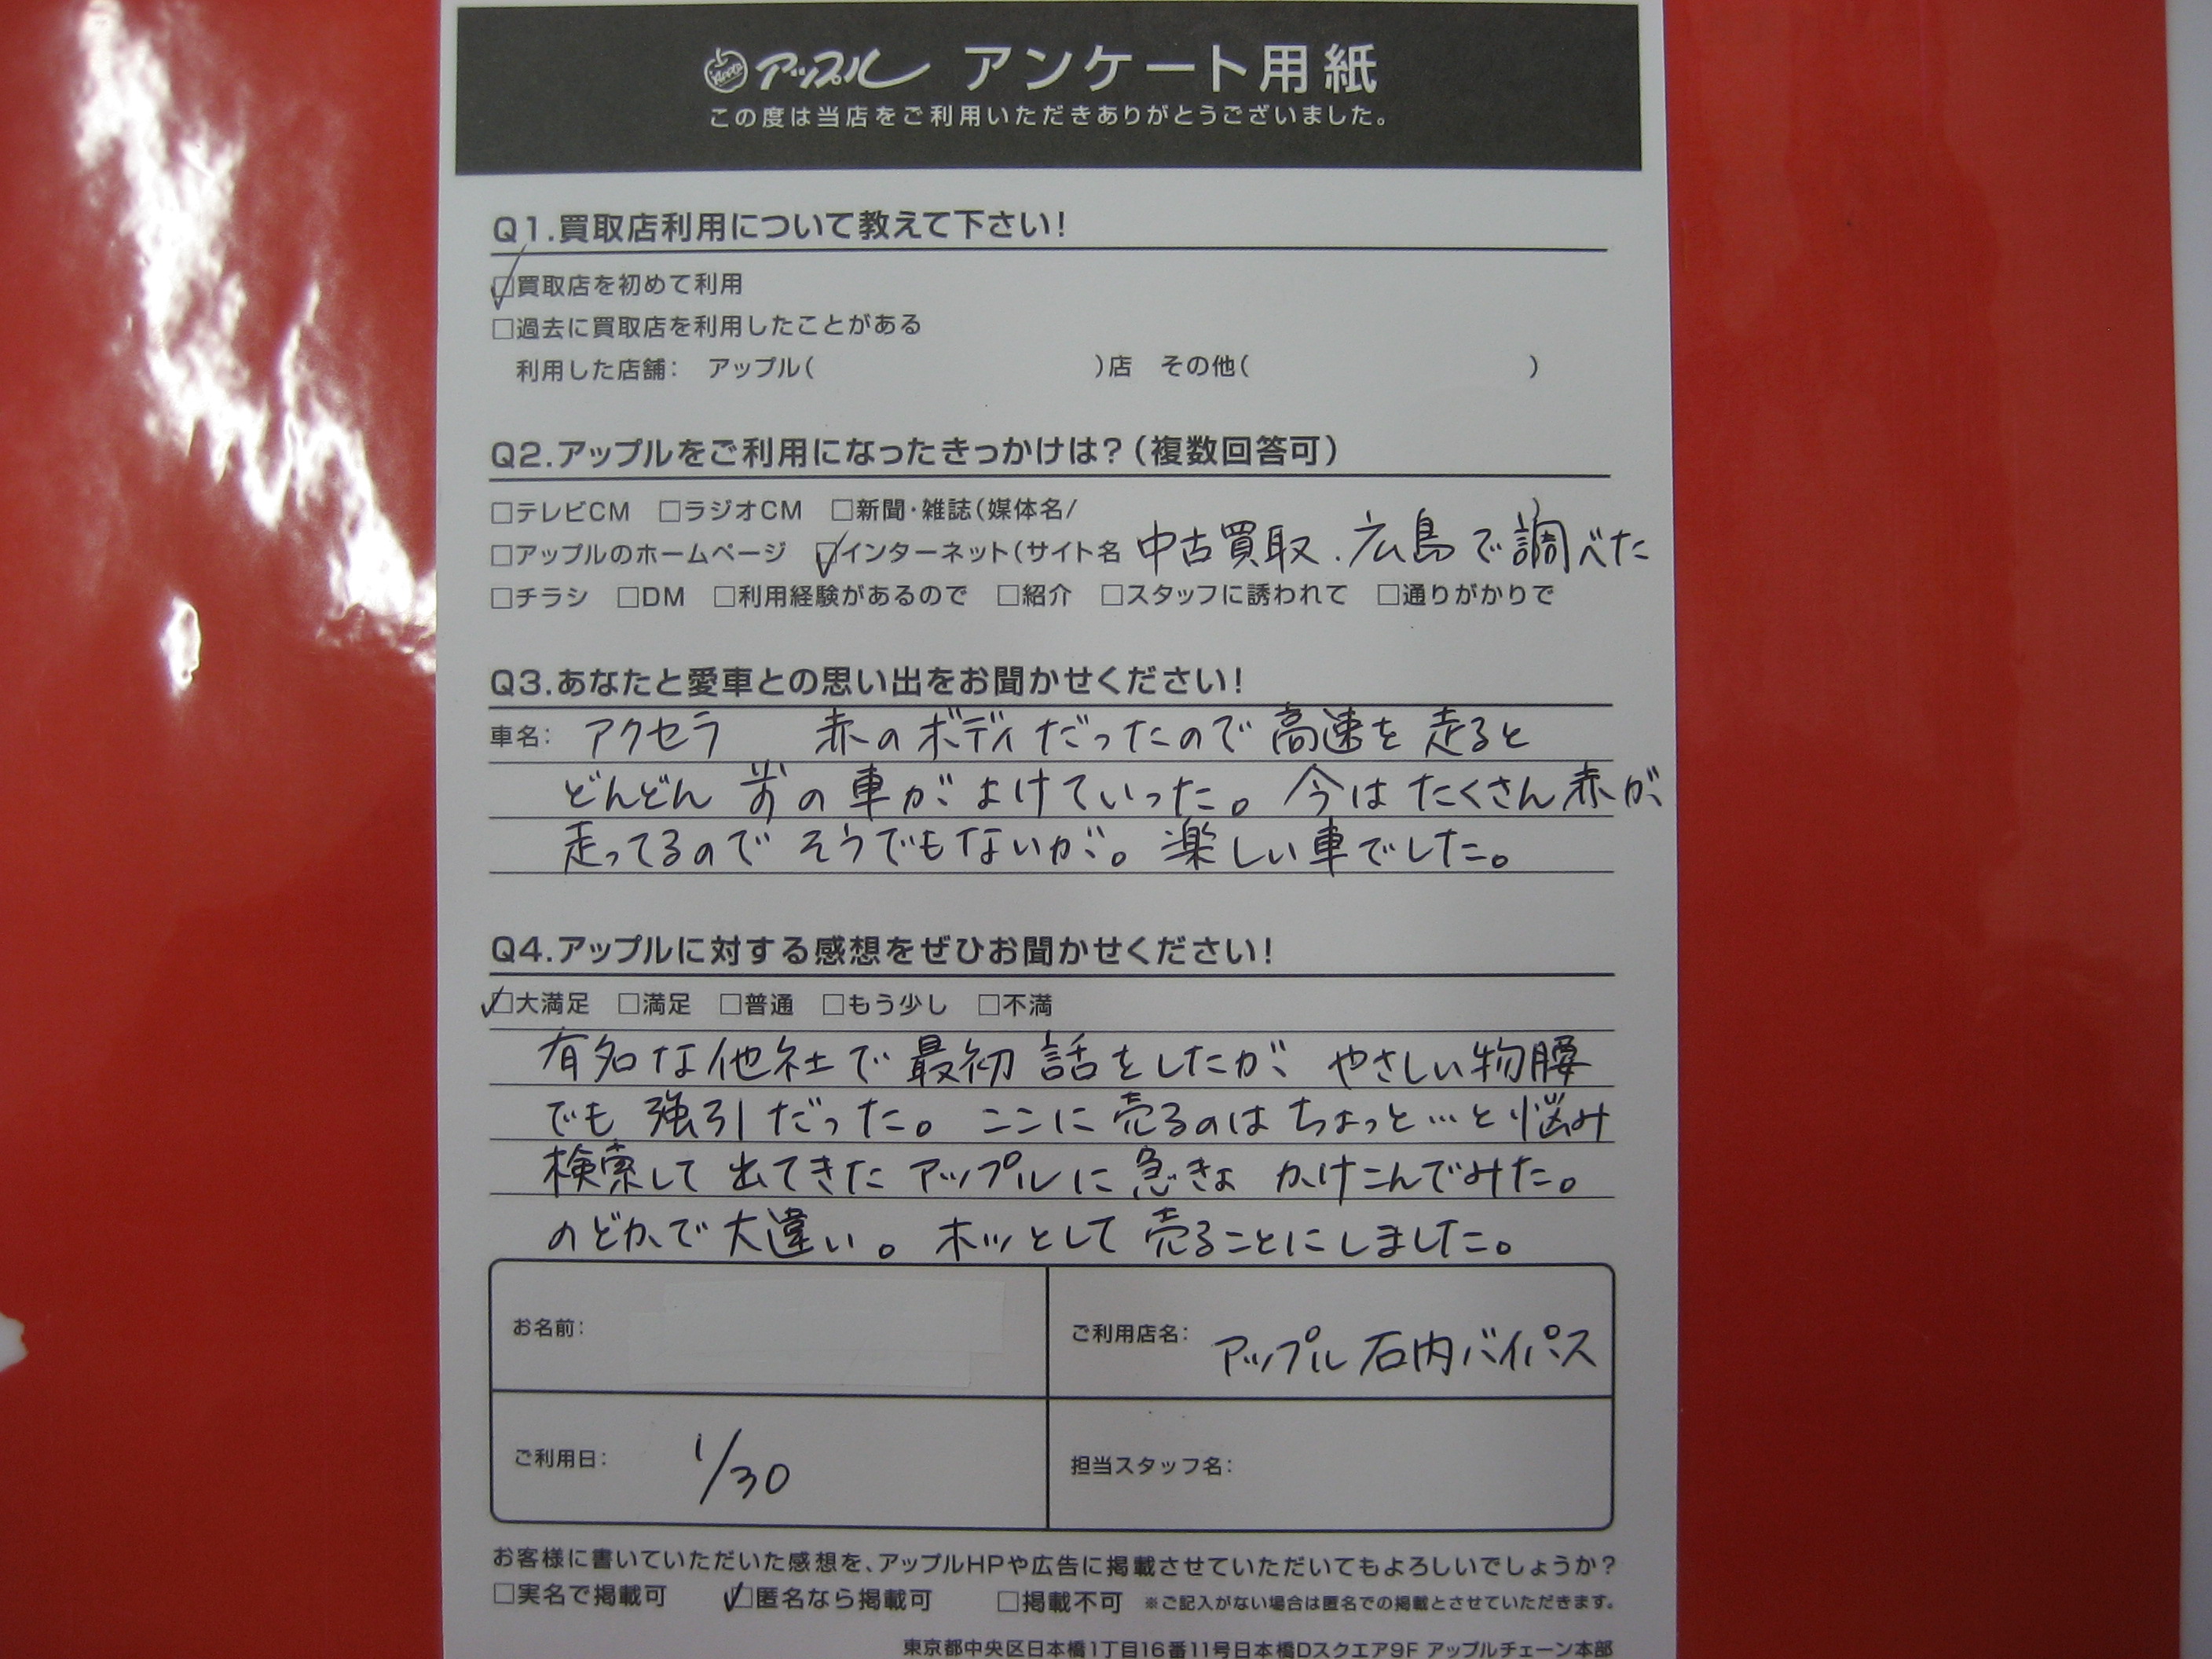 Apple アップル アンケート用紙
この度は当店をご利用いただきありがとうございました。
Q1.買取店利用について教えて下さい!
☑買取店を初めて利用
□過去に買取店を利用したことがある
利用した店舗: アップル( )店 その他( )
Q2.アップルをご利用になったきっかけは?(複数回答可)
□テレビCM □ラジオCM □新聞・雑誌(媒体名/ )
□アップルのホームページ ☑インターネット(サイト名 中古買取.広島で調べた
□チラシ □DM □利用経験があるので □紹介 □スタッフに誘われて □通りがかりで
Q3.あなたと愛車との思い出をお聞かせください!
車名: アクセラ 赤のボディだったので高速を走ると
どんどん前の車がよけていった。今はたくさん赤が
走ってるのでそうでもないが。楽しい車でした。
Q4.アップルに対する感想をぜひお聞かせください!
☑大満足 □満足 □普通 □もう少し □不満
有名な他社で最初話をしたが、やさしい物腰
でも強引だった。ここに売るのはちょっと…と悩み
検索して出てきたアップルに急きょかけこんでみた。
のどかで大違い。ホッとして売ることにしました。
お名前:
ご利用店名: アップル石内バイパス
ご利用日: 1/30
担当スタッフ名:
お客様に書いていただいた感想を、アップルHPや広告に掲載させていただいてもよろしいでしょうか?
□実名で掲載可 ☑匿名なら掲載可 □掲載不可 ※ご記入がない場合は匿名での掲載とさせていただきます。
東京都中央区日本橋1丁目16番11号日本橋Dスクエア9F アップルチェーン本部